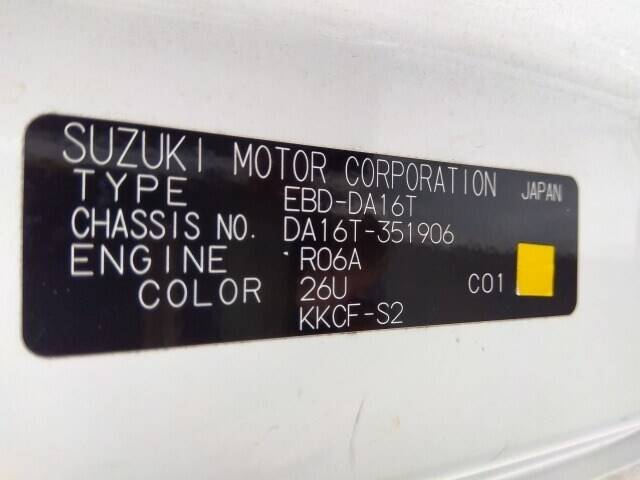 SUZUKI MOTOR CORPORATION JAPAN
TYPE EBD-DA16T
CHASSIS NO. DA16T-351906
ENGINE R06A
COLOR 26U C01
KKCF-S2